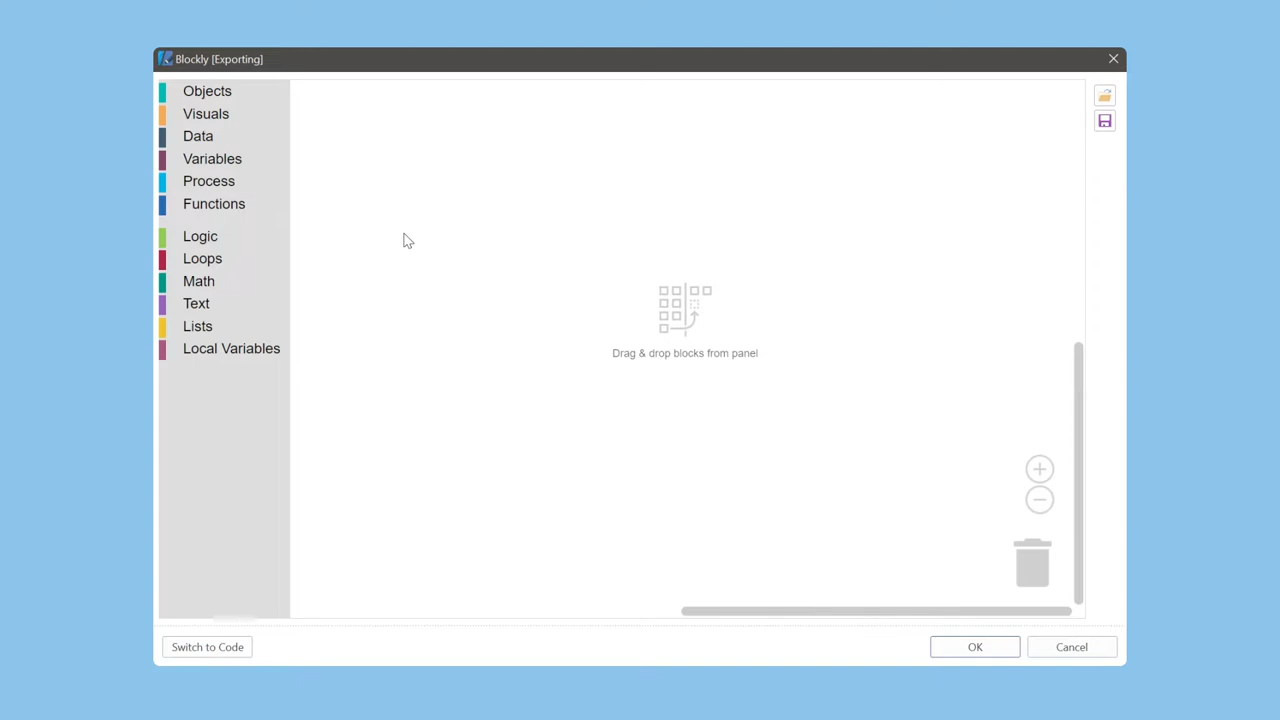 Blockly [Exporting]
Objects
Visuals
Data
Variables
Process
Functions
Logic
Loops
Math
Text
Lists
Local Variables
Drag & drop blocks from panel
Switch to Code
OK
Cancel